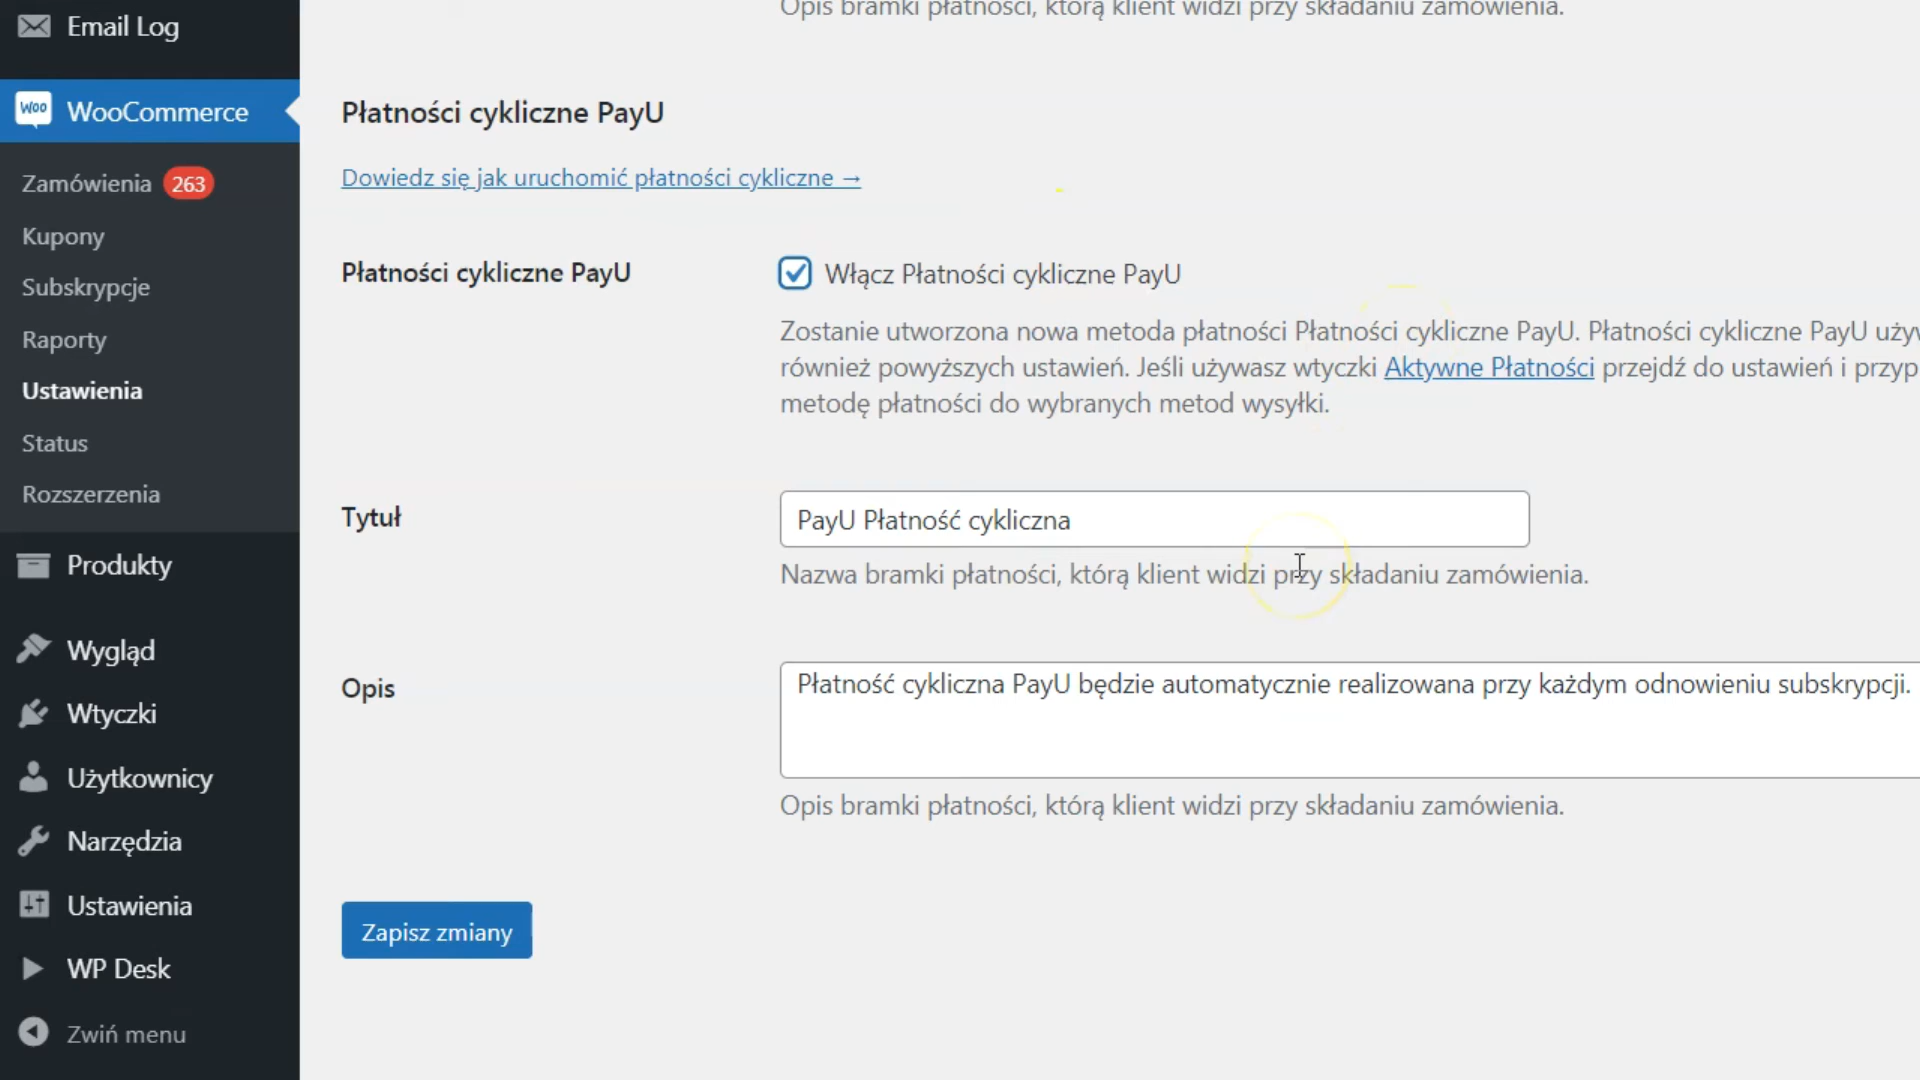 Opis bramki płatności, którą klient widzi przy składaniu zamówienia.
Email Log
Woo WooCommerce
Zamówienia 263
Kupony
Subskrypcje
Raporty
Ustawienia
Status
Rozszerzenia
Produkty
Wygląd
Wtyczki
Użytkownicy
Narzędzia
Ustawienia
WP Desk
Zwiń menu
Płatności cykliczne PayU
Dowiedz się jak uruchomić płatności cykliczne →
Płatności cykliczne PayU
Włącz Płatności cykliczne PayU
Zostanie utworzona nowa metoda płatności Płatności cykliczne PayU. Płatności cykliczne PayU
również powyższych ustawień. Jeśli używasz wtyczki Aktywne Płatności przejdź do ustawień i
metodę płatności do wybranych metod wysyłki.
Tytuł
PayU Płatność cykliczna
Nazwa bramki płatności, którą klient widzi przy składaniu zamówienia.
Opis
Płatność cykliczna PayU będzie automatycznie realizowana przy każdym odnowieniu subskrypcji.
Opis bramki płatności, którą klient widzi przy składaniu zamówienia.
Zapisz zmiany